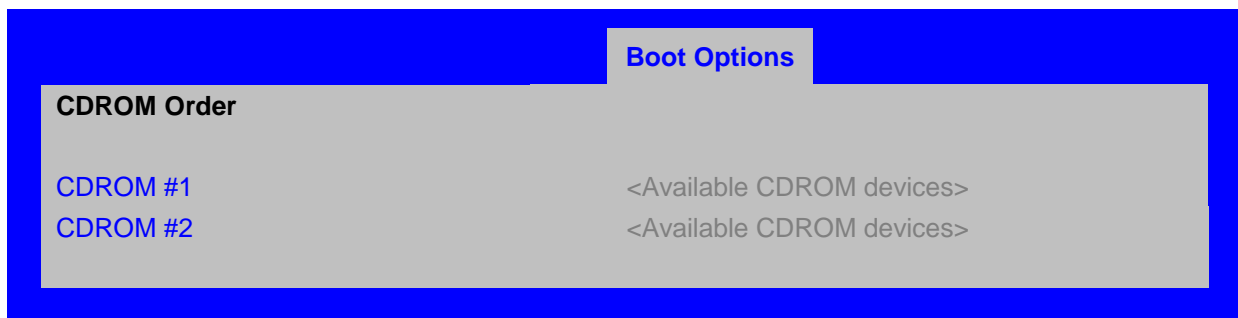 Boot Options
CDROM Order
CDROM #1 <Available CDROM devices>
CDROM #2 <Available CDROM devices>